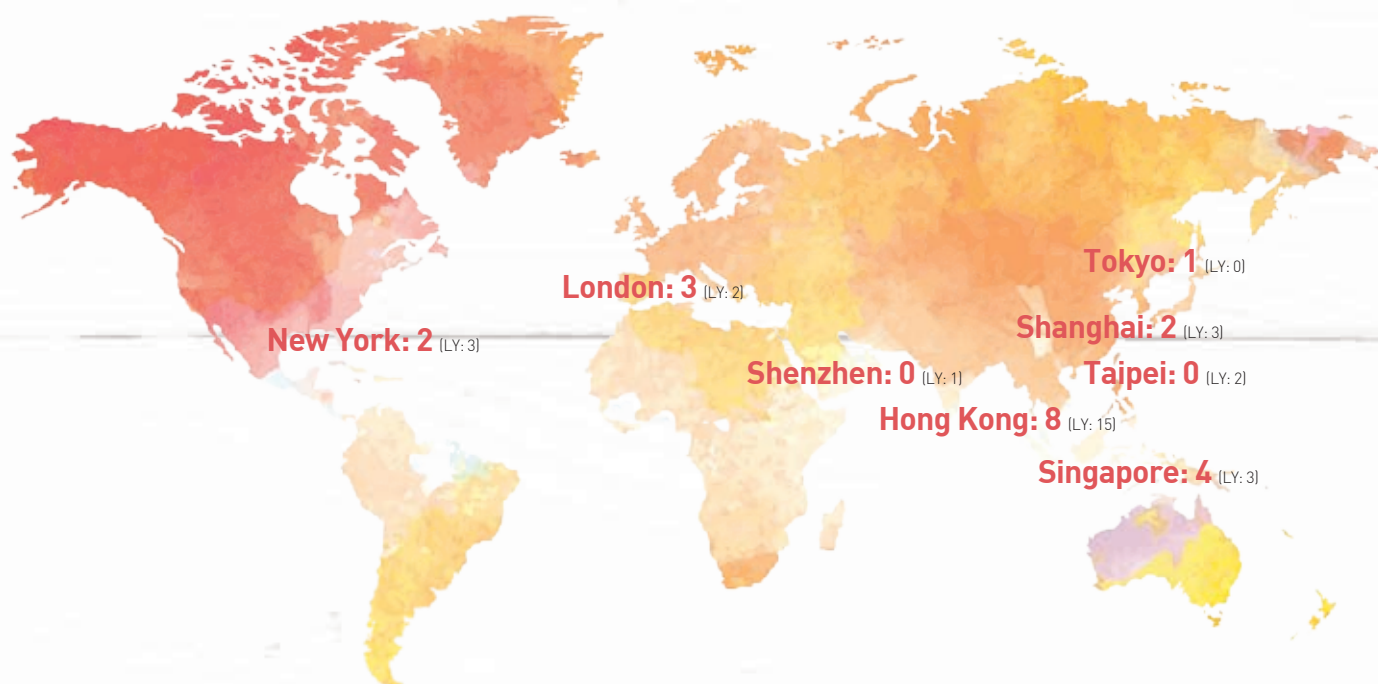 Tokyo: 1 (LY: 0)
London: 3 (LY: 2)
Shanghai: 2 (LY: 3)
New York: 2 (LY: 3)
Shenzhen: 0 (LY: 1)
Taipei: 0 (LY: 2)
Hong Kong: 8 (LY: 15)
Singapore: 4 (LY: 3)